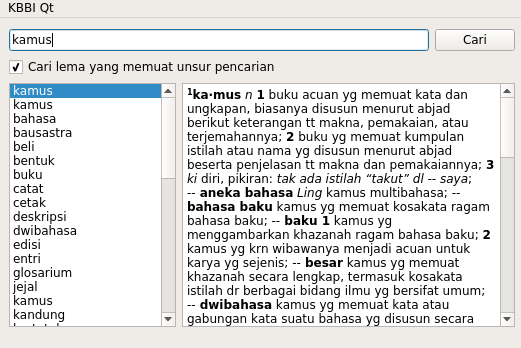 KBBI Qt
kamus
Cari
Cari lema yang memuat unsur pencarian
kamus
kamus
bahasa
bausastra
beli
bentuk
buku
catat
cetak
deskripsi
dwibahasa
edisi
entri
glosarium
jejal
kamus
kandung
¹ka·mus n 1 buku acuan yg memuat kata dan
ungkapan, biasanya disusun menurut abjad
berikut keterangan tt makna, pemakaian, atau
terjemahannya; 2 buku yg memuat kumpulan
istilah atau nama yg disusun menurut abjad
beserta penjelasan tt makna dan pemakaiannya; 3
ki diri, pikiran: tak ada istilah “takut” dl -- saya;
-- aneka bahasa Ling kamus multibahasa; --
bahasa baku kamus yg memuat kosakata ragam
bahasa baku; -- baku 1 kamus yg
menggambarkan khazanah ragam bahasa baku; 2
kamus yg krn wibawanya menjadi acuan untuk
karya yg sejenis; -- besar kamus yg memuat
khazanah secara lengkap, termasuk kosakata
istilah dr berbagai bidang ilmu yg bersifat umum;
-- dwibahasa kamus yg memuat kata atau
gabungan kata suatu bahasa yg disusun secara